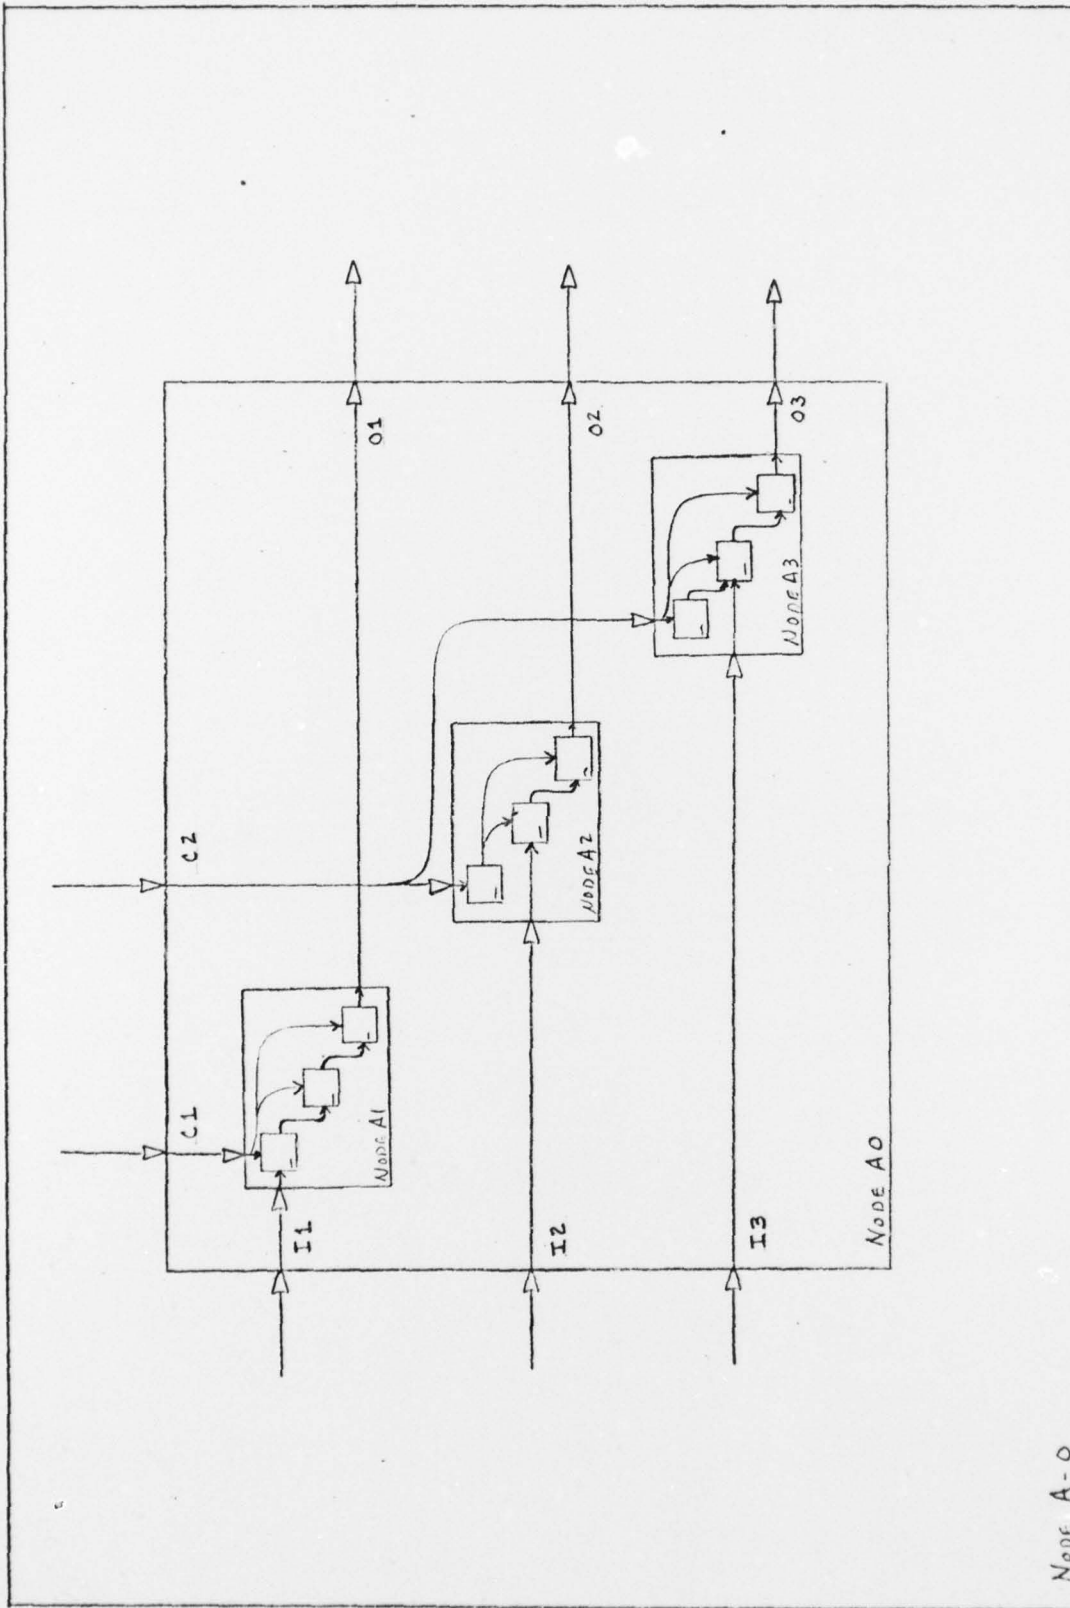 C1
C2
I1
NODE A1
O1
I2
NODE A2
O2
I3
NODE A3
O3
NODE A0
NODE A-0